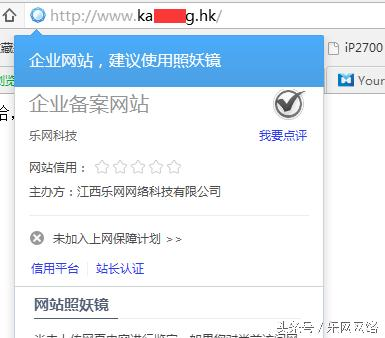 http://www.ka g.hk/
企业网站，建议使用照妖镜
iP2700
Your
企业备案网站
乐网科技 我要点评
网站信用：
主办方：江西乐网网络科技有限公司
未加入上网保障计划 >>
信用平台 站长认证
网站照妖镜
头条号 / 乐网网络